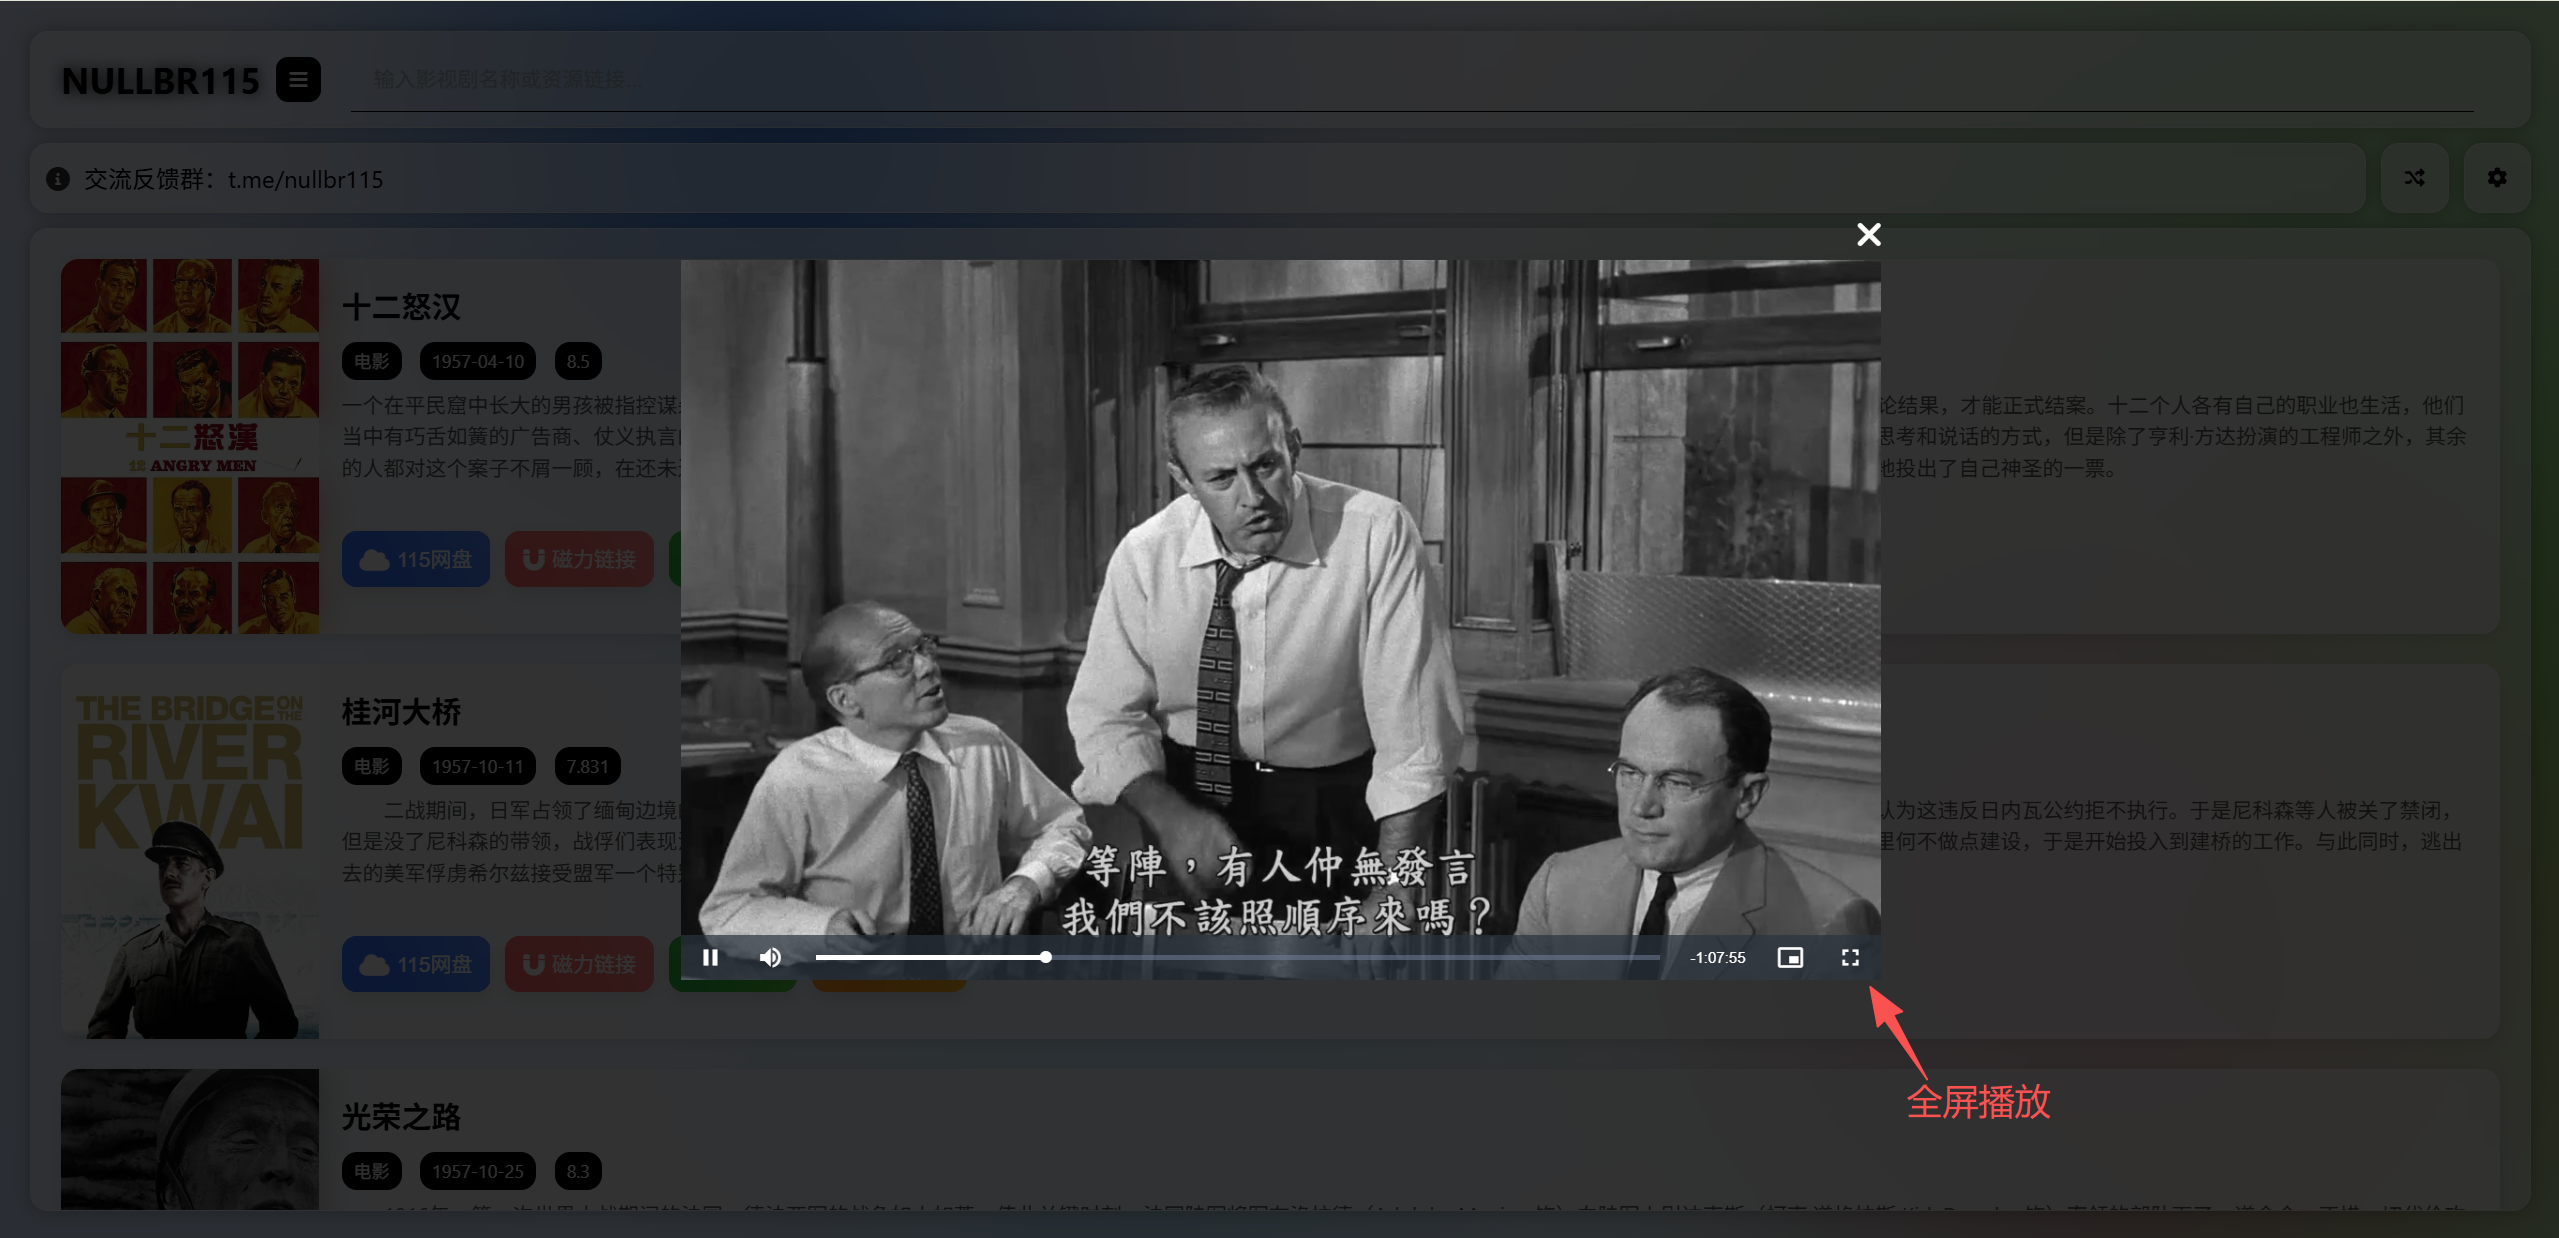 NULLBR115
输入影视剧名称或资源链接...
交流反馈群：t.me/nullbr115
十二怒汉
电影 1957-04-10 8.5
一个在平民窟中长大的男孩被指控谋 论结果，才能正式结案。十二个人各有自己的职业也生活，他们
当中有巧舌如簧的广告商、仗义执言 思考和说话的方式，但是除了亨利·方达扮演的工程师之外，其余
的人都对这个案子不屑一顾，在还未 地投出了自己神圣的一票。
十二怒漢
12 ANGRY MEN
115网盘 磁力链接
THE BRIDGE ON THE
RIVER
KWAI
桂河大桥
电影 1957-10-11 7.831
二战期间，日军占领了缅甸边境 认为这违反日内瓦公约拒不执行。于是尼科森等人被关了禁闭，
但是没了尼科森的带领，战俘们表现 里何不做点建设，于是开始投入到建桥的工作。与此同时，逃出
去的美军俘虏希尔兹接受盟军一个特
115网盘 磁力链接
等陣，有人仲無發言
我們不該照順序來嗎？
-1:07:55
全屏播放
光荣之路
电影 1957-10-25 8.3